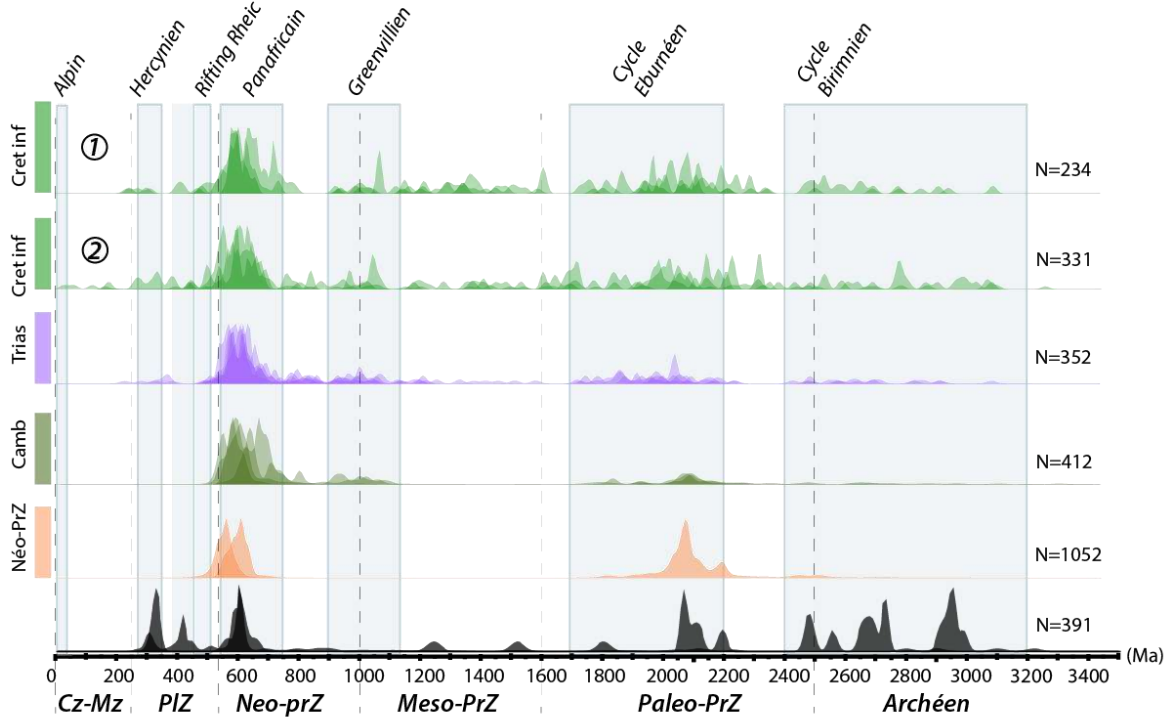 Alpin
Hercynien
Rifting Rheic
Panafricain
Greenvillien
Cycle
Eburnéen
Cycle
Birimnien
Cret inf
①
N=234
Cret inf
②
N=331
Trias
N=352
Camb
N=412
Néo-PrZ
N=1052
N=391
(Ma)
0 200 400 600 800 1000 1200 1400 1600 1800 2000 2200 2400 2600 2800 3000 3200 3400
Cz-Mz PlZ Neo-prZ Meso-PrZ Paleo-PrZ Archéen